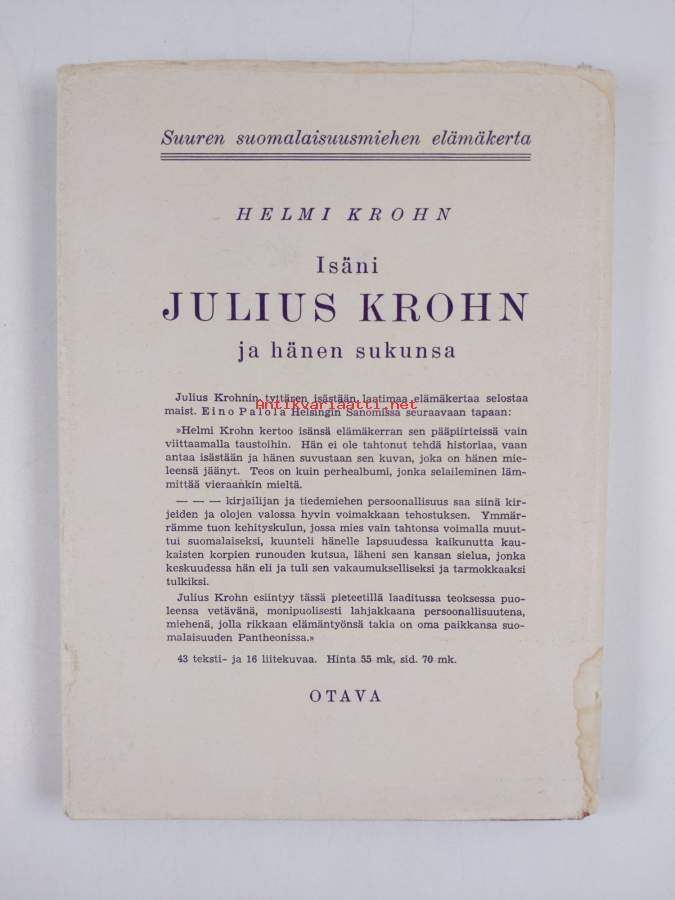 Suuren suomalaisuusmiehen elämäkerta
HELMI KROHN
Isäni
JULIUS KROHN
ja hänen sukunsa
Julius Krohnin tyttären isästään laatimaa elämäkertaa selostaa
Antikvariaatti.net
maist. Eino Palola Helsingin Sanomissa seuraavaan tapaan:
»Helmi Krohn kertoo isänsä elämäkerran sen pääpiirteissä vain
viittaamalla taustoihin. Hän ei ole tahtonut tehdä historiaa, vaan
antaa isästään ja hänen suvustaan sen kuvan, joka on hänen mie-
leensä jäänyt. Teos on kuin perhealbumi, jonka selaileminen läm-
mittää vieraankin mieltä.
— — — kirjailijan ja tiedemiehen persoonallisuus saa siinä kir-
jeiden ja olojen valossa hyvin voimakkaan tehostuksen. Ymmär-
rämme tuon kehityskulun, jossa mies vain tahtonsa voimalla muut-
tui suomalaiseksi, kuunteli hänelle lapsuudessa kaikunutta kau-
kaisten korpien runouden kutsua, läheni sen kansan sielua, jonka
keskuudessa hän eli ja tuli sen vakaumukselliseksi ja tarmokkaaksi
tulkiksi.
Julius Krohn esiintyy tässä pieteetillä laaditussa teoksessa puo-
leensa vetävänä, monipuolisesti lahjakkaana persoonallisuutena,
miehenä, jolla rikkaan elämäntyönsä takia on oma paikkansa suo-
malaisuuden Pantheonissa.»
43 teksti- ja 16 liitekuvaa. Hinta 55 mk, sid. 70 mk.
OTAVA